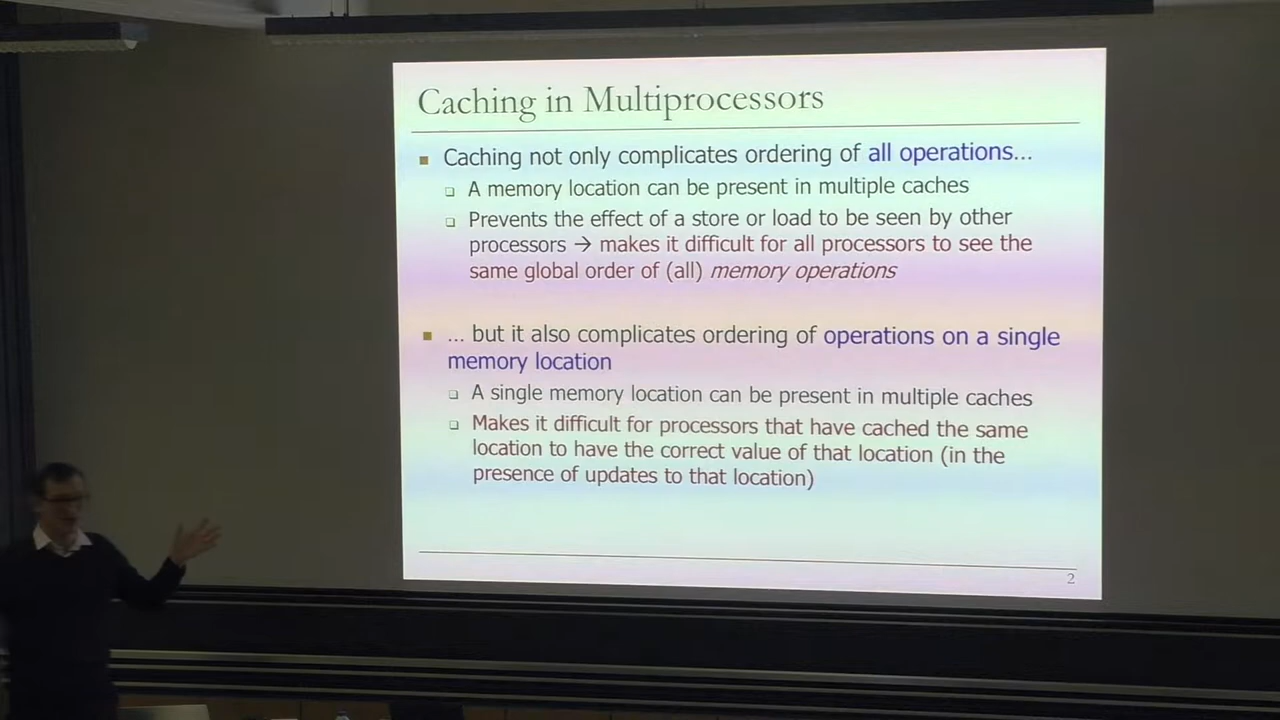 Caching in Multiprocessors
Caching not only complicates ordering of all operations...
A memory location can be present in multiple caches
Prevents the effect of a store or load to be seen by other
processors → makes it difficult for all processors to see the
same global order of (all) memory operations
... but it also complicates ordering of operations on a single
memory location
A single memory location can be present in multiple caches
Makes it difficult for processors that have cached the same
location to have the correct value of that location (in the
presence of updates to that location)
2